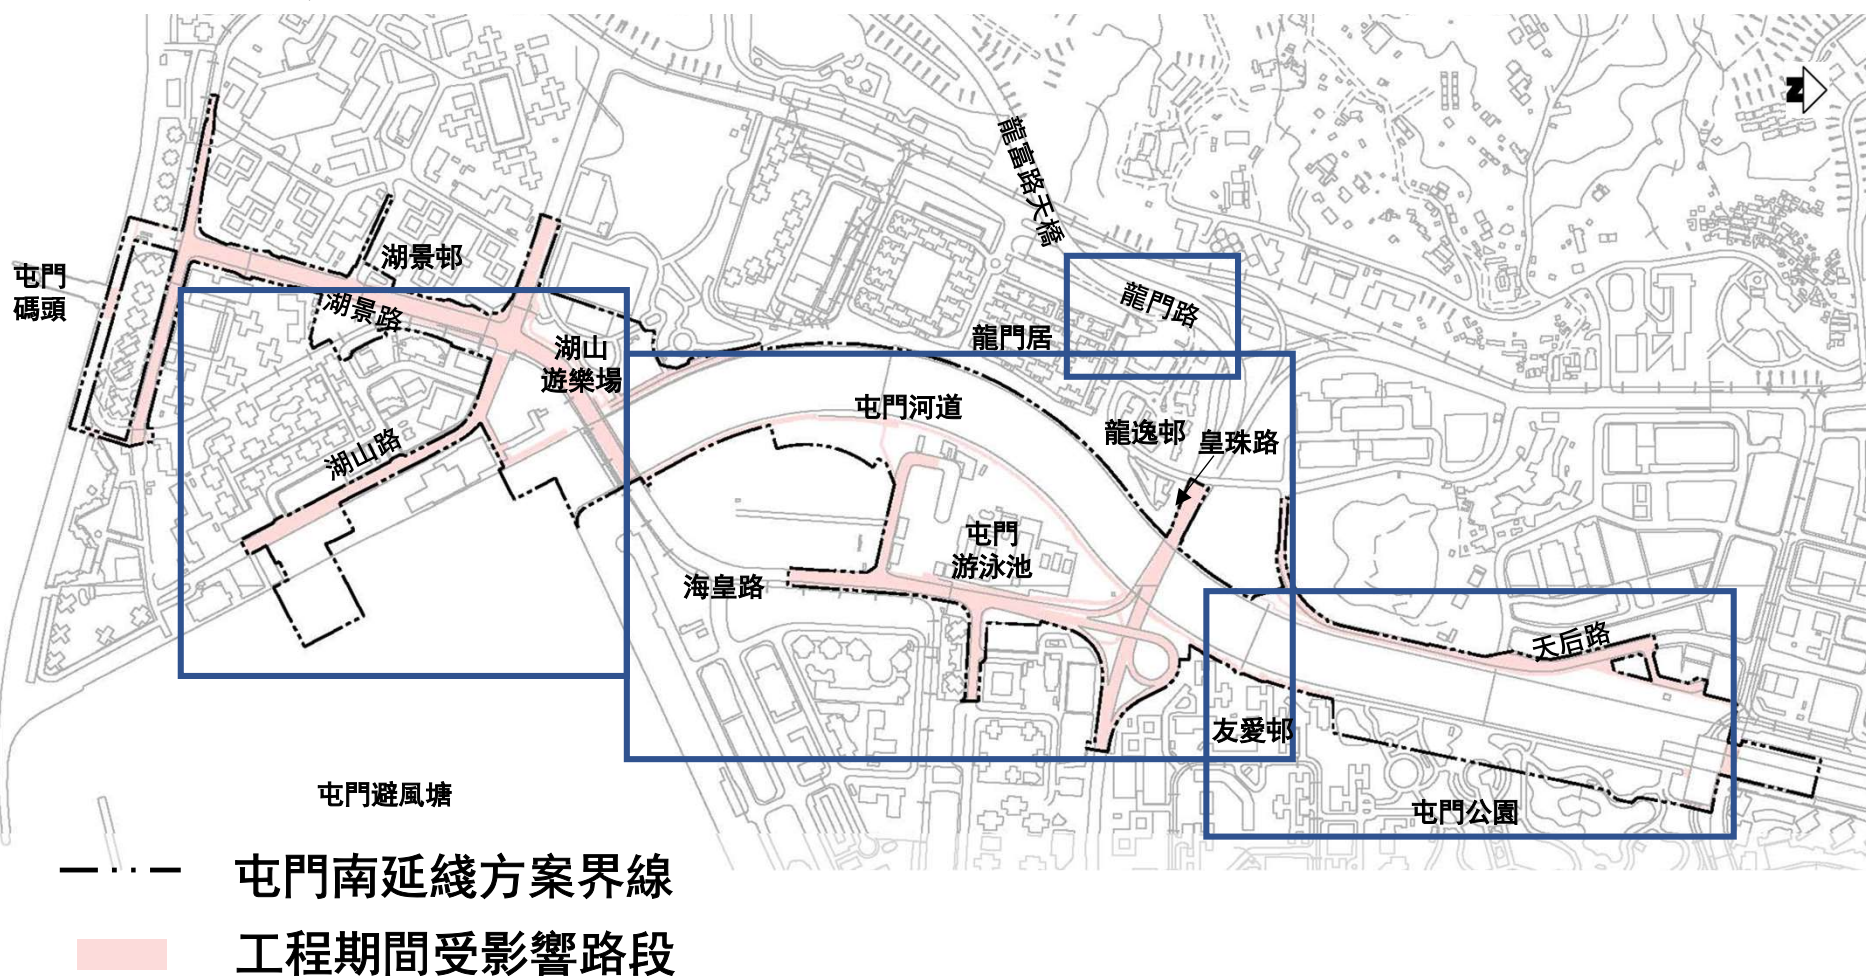 Z
龍富路天橋
湖景邨
屯門
碼頭
龍門路
湖景路
龍門居
湖山
遊樂場
屯門河道
龍逸邨
皇珠路
湖山路
屯門
游泳池
海皇路
天后路
友愛邨
屯門避風塘
屯門公園
屯門南延綫方案界線
工程期間受影響路段